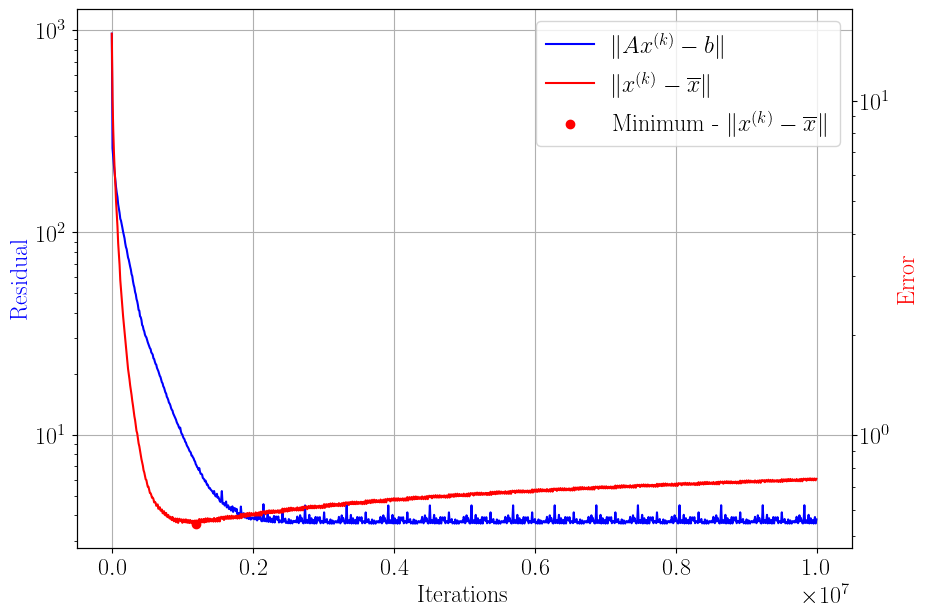 ‖Ax^(k) − b‖
‖x^(k) − x̅‖
Minimum - ‖x^(k) − x̅‖
Residual
10³
10²
10¹
Error
10¹
10⁰
0.0 0.2 0.4 0.6 0.8 1.0
Iterations
×10⁷